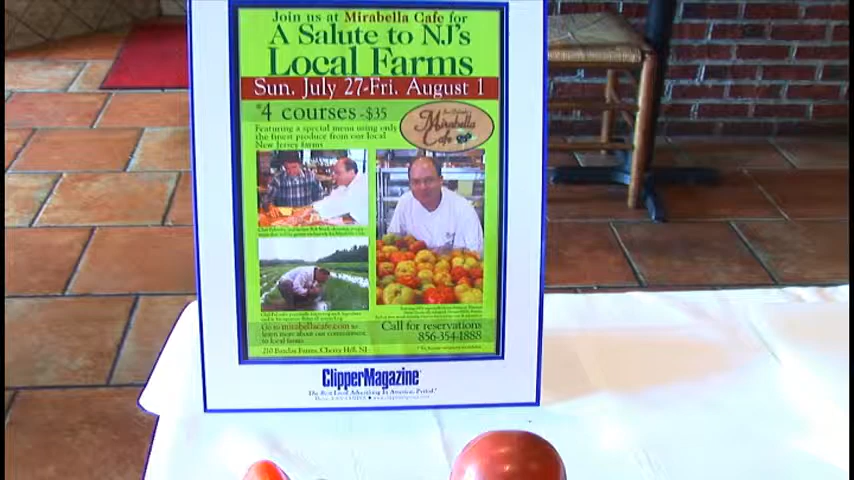 Join us at Mirabella Cafe for
A Salute to NJ's
Local Farms
Sun. July 27-Fri. August 1
*4 courses -$35
Featuring a special menu using only
the finest produce from our local
New Jersey farms
Mirabella
Cafe
Go to mirabellacafe.com to
learn more about our commitment
to local farms
Call for reservations
856-354-1888
210 Barclay Farms, Cherry Hill, NJ
ClipperMagazine
The Best Local Advertising In America. Period.